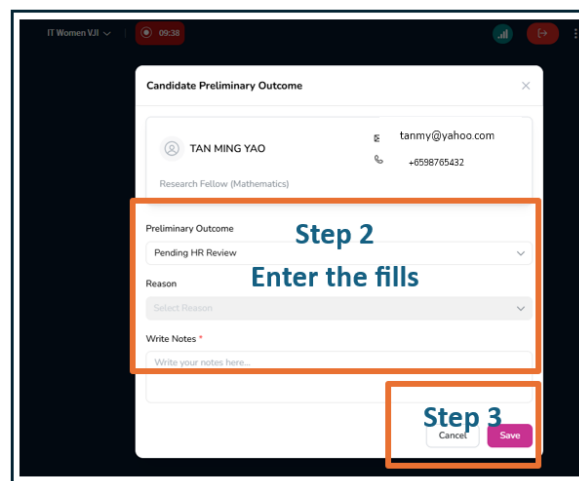 IT Women VJI
09:38
Candidate Preliminary Outcome
TAN MING YAO
tanmy@yahoo.com
+6598765432
Research Fellow (Mathematics)
Preliminary Outcome
Step 2
Pending HR Review
Enter the fills
Reason
Select Reason
Write Notes *
Write your notes here...
Step 3
Cancel
Save